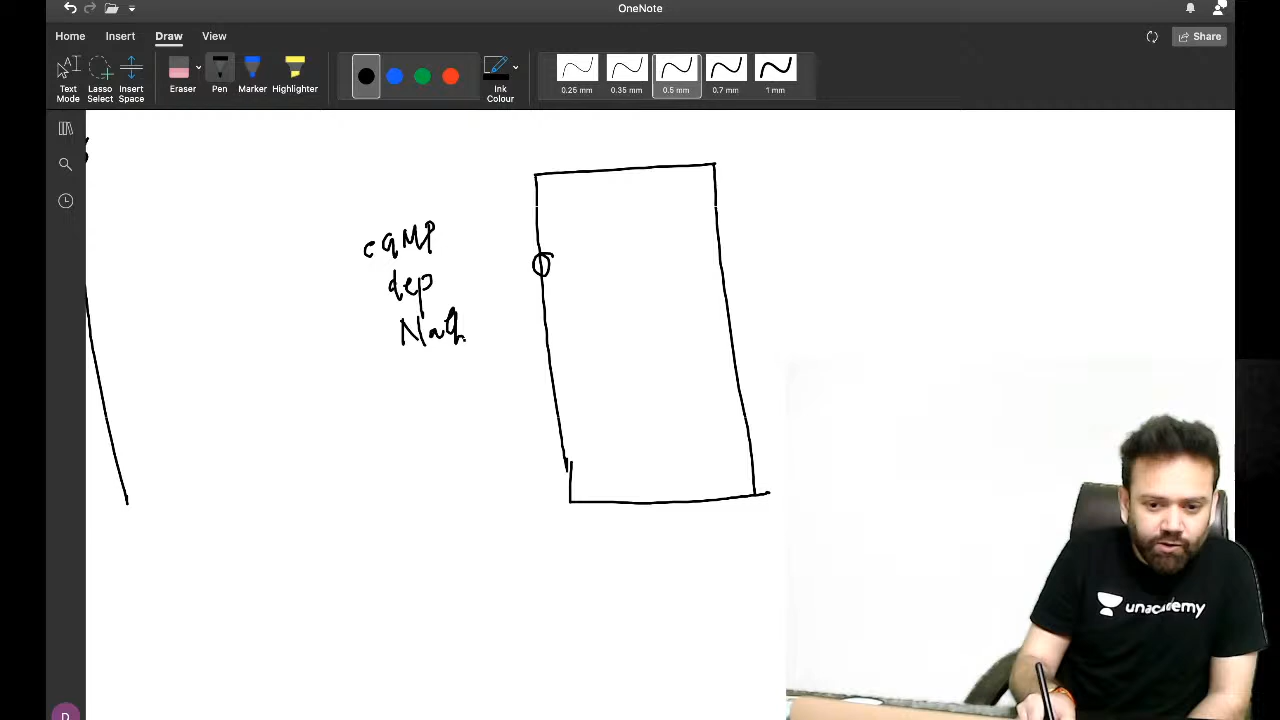 OneNote
Home Insert Draw View
Share
Text Mode
Lasso Select
Insert Space
Eraser
Pen
Marker
Highlighter
Ink Colour
0.25 mm
0.35 mm
0.5 mm
0.7 mm
1 mm
cAMP
dep
unacademy
D